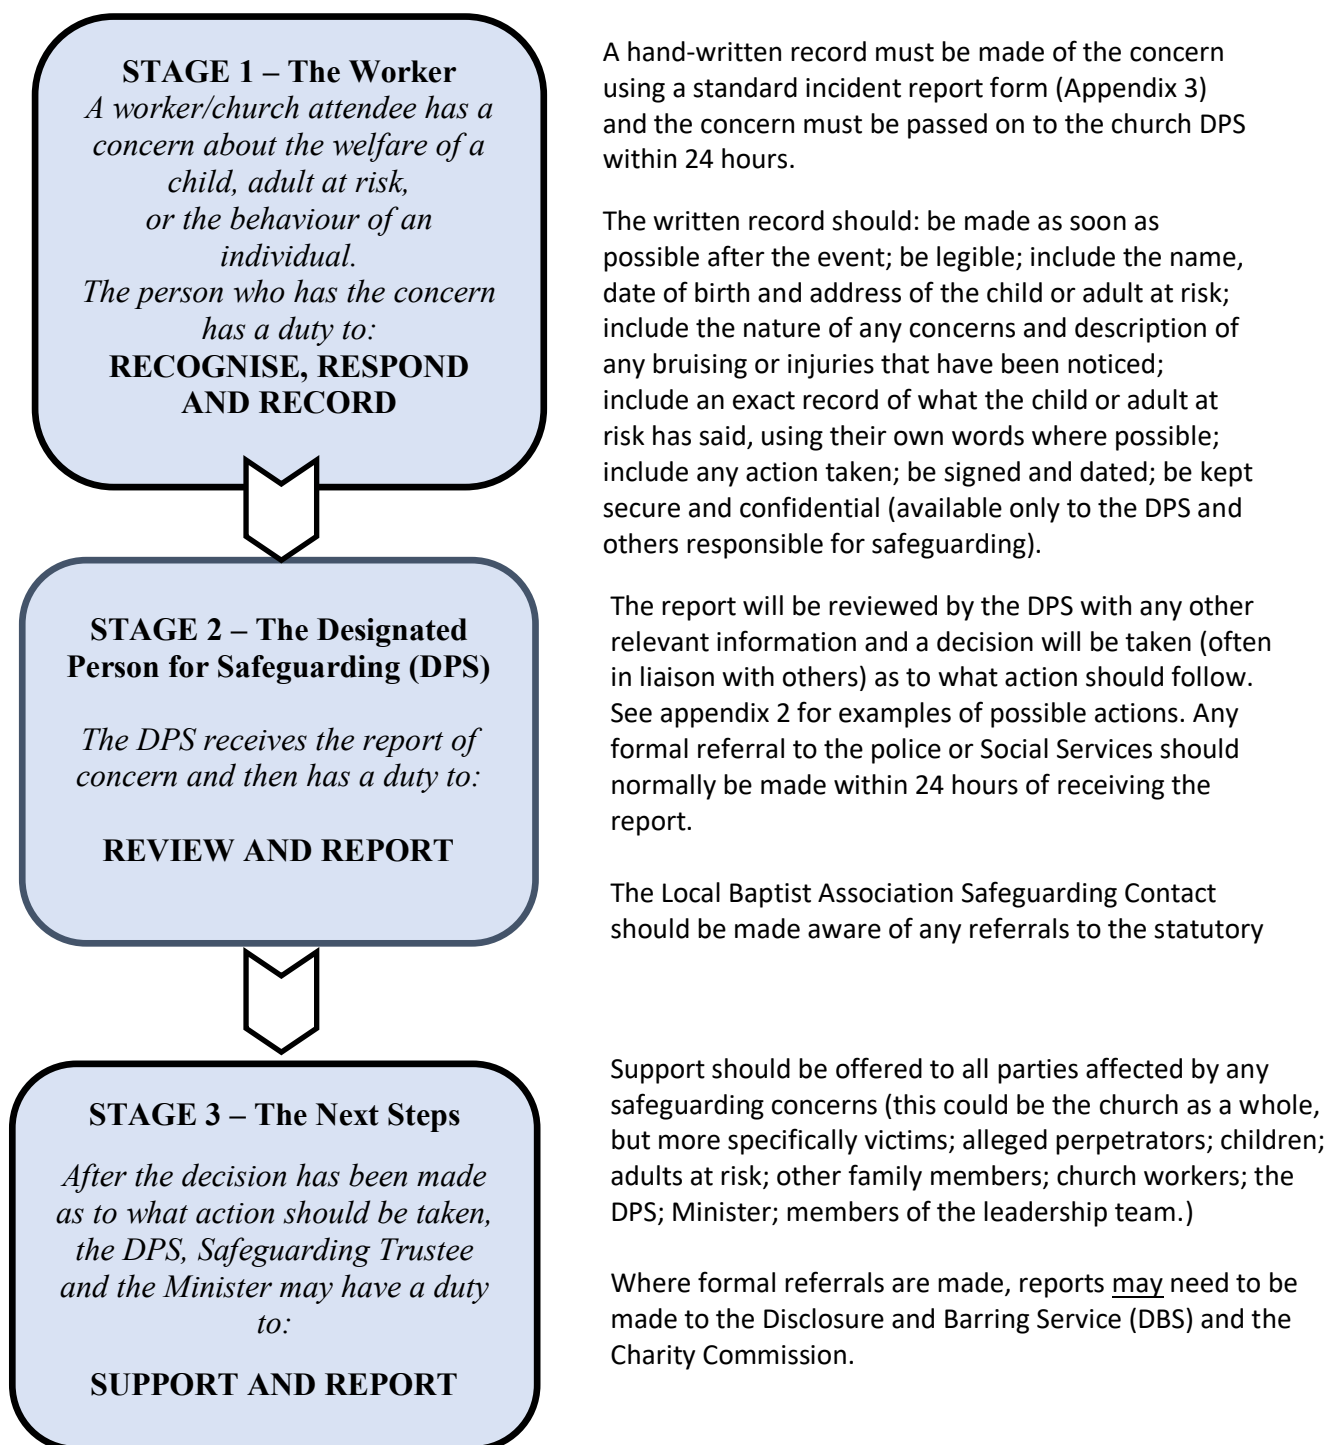 STAGE 1 – The Worker
A worker/church attendee has a
concern about the welfare of a
child, adult at risk,
or the behaviour of an
individual.
The person who has the concern
has a duty to:
RECOGNISE, RESPOND
AND RECORD
A hand-written record must be made of the concern
using a standard incident report form (Appendix 3)
and the concern must be passed on to the church DPS
within 24 hours.
The written record should: be made as soon as
possible after the event; be legible; include the name,
date of birth and address of the child or adult at risk;
include the nature of any concerns and description of
any bruising or injuries that have been noticed;
include an exact record of what the child or adult at
risk has said, using their own words where possible;
include any action taken; be signed and dated; be kept
secure and confidential (available only to the DPS and
others responsible for safeguarding).
STAGE 2 – The Designated
Person for Safeguarding (DPS)
The DPS receives the report of
concern and then has a duty to:
REVIEW AND REPORT
The report will be reviewed by the DPS with any other
relevant information and a decision will be taken (often
in liaison with others) as to what action should follow.
See appendix 2 for examples of possible actions. Any
formal referral to the police or Social Services should
normally be made within 24 hours of receiving the
report.
The Local Baptist Association Safeguarding Contact
should be made aware of any referrals to the statutory
STAGE 3 – The Next Steps
After the decision has been made
as to what action should be taken,
the DPS, Safeguarding Trustee
and the Minister may have a duty
to:
SUPPORT AND REPORT
Support should be offered to all parties affected by any
safeguarding concerns (this could be the church as a whole,
but more specifically victims; alleged perpetrators; children;
adults at risk; other family members; church workers; the
DPS; Minister; members of the leadership team.)
Where formal referrals are made, reports may need to be
made to the Disclosure and Barring Service (DBS) and the
Charity Commission.